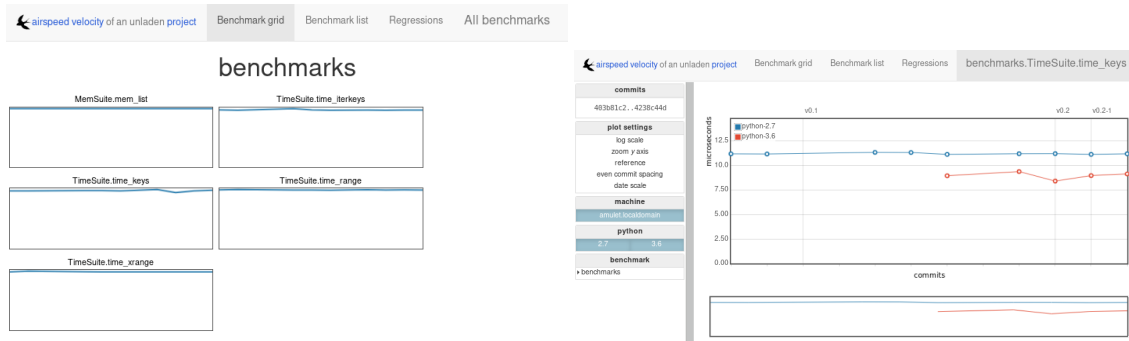 airspeed velocity of an unladen project Benchmark grid Benchmark list Regressions All benchmarks
benchmarks
MemSuite.mem_list TimeSuite.time_iterkeys
TimeSuite.time_keys TimeSuite.time_range
TimeSuite.time_xrange
airspeed velocity of an unladen project Benchmark grid Benchmark list Regressions benchmarks.TimeSuite.time_keys
commits
403b81c2..4238c44d
plot settings
log scale
zoom y axis
reference
even commit spacing
date scale
machine
amulet.localdomain
python
2.7 3.6
benchmark
benchmarks
v0.1 v0.2 v0.2-1
microseconds
python-2.7
python-3.6
12.5
10.0
7.50
5.00
2.50
0.00
commits